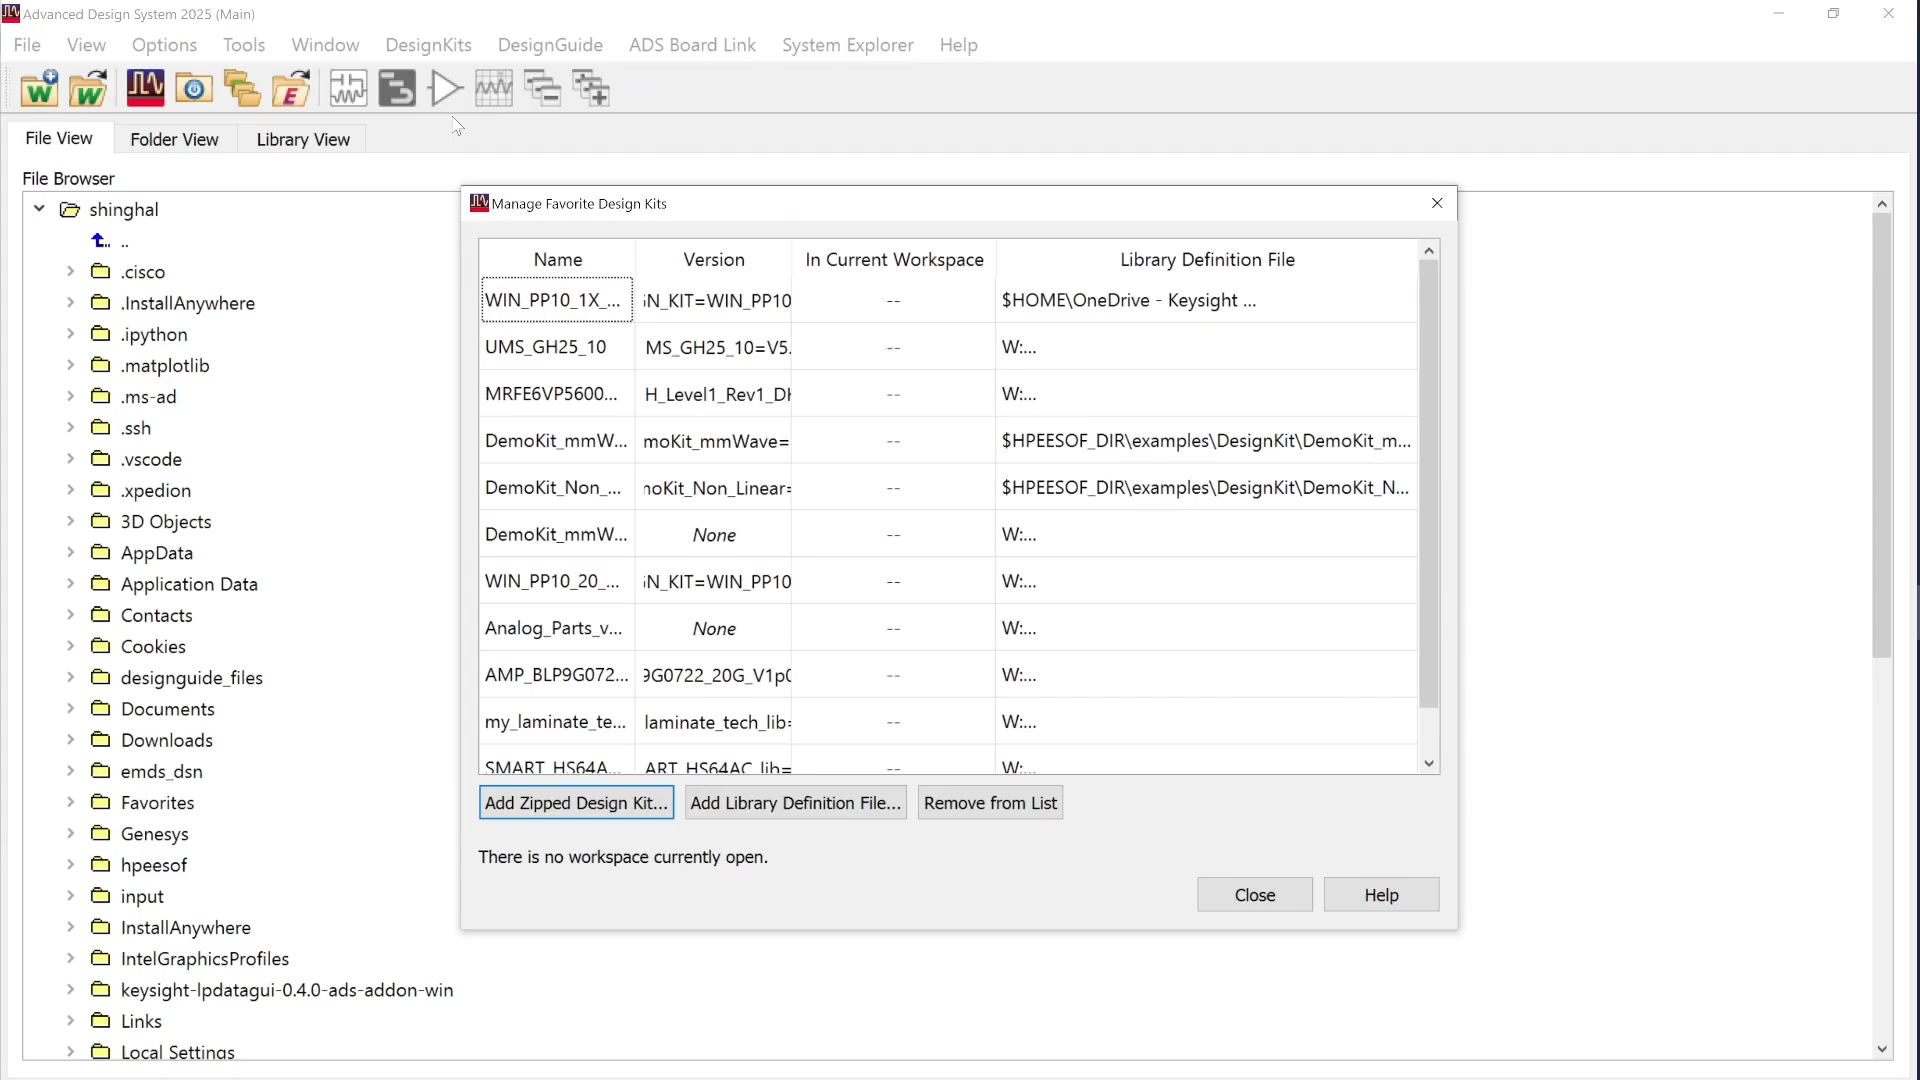 Advanced Design System 2025 (Main)
File View Options Tools Window DesignKits DesignGuide ADS Board Link System Explorer Help
File View Folder View Library View
File Browser
shinghal
..
.cisco
.InstallAnywhere
.ipython
.matplotlib
.ms-ad
.ssh
.vscode
.xpedion
3D Objects
AppData
Application Data
Contacts
Cookies
designguide_files
Documents
Downloads
emds_dsn
Favorites
Genesys
hpeesof
input
InstallAnywhere
IntelGraphicsProfiles
keysight-lpdatagui-0.4.0-ads-addon-win
Links
Local Settings
Manage Favorite Design Kits
Name Version In Current Workspace Library Definition File
WIN_PP10_1X_... iN_KIT=WIN_PP10 -- $HOME\OneDrive - Keysight ...
UMS_GH25_10 MS_GH25_10=V5. -- W:...
MRFE6VP5600... H_Level1_Rev1_DI -- W:...
DemoKit_mmW... moKit_mmWave= -- $HPEESOF_DIR\examples\DesignKit\DemoKit_m...
DemoKit_Non_... noKit_Non_Linear= -- $HPEESOF_DIR\examples\DesignKit\DemoKit_N...
DemoKit_mmW... None -- W:...
WIN_PP10_20_... iN_KIT=WIN_PP10 -- W:...
Analog_Parts_v... None -- W:...
AMP_BLP9G072... 9G0722_20G_V1p0 -- W:...
my_laminate_te... laminate_tech_lib= -- W:...
SMART_HS64A... ART_HS64AC_lib= -- W:...
Add Zipped Design Kit... Add Library Definition File... Remove from List
There is no workspace currently open.
Close Help